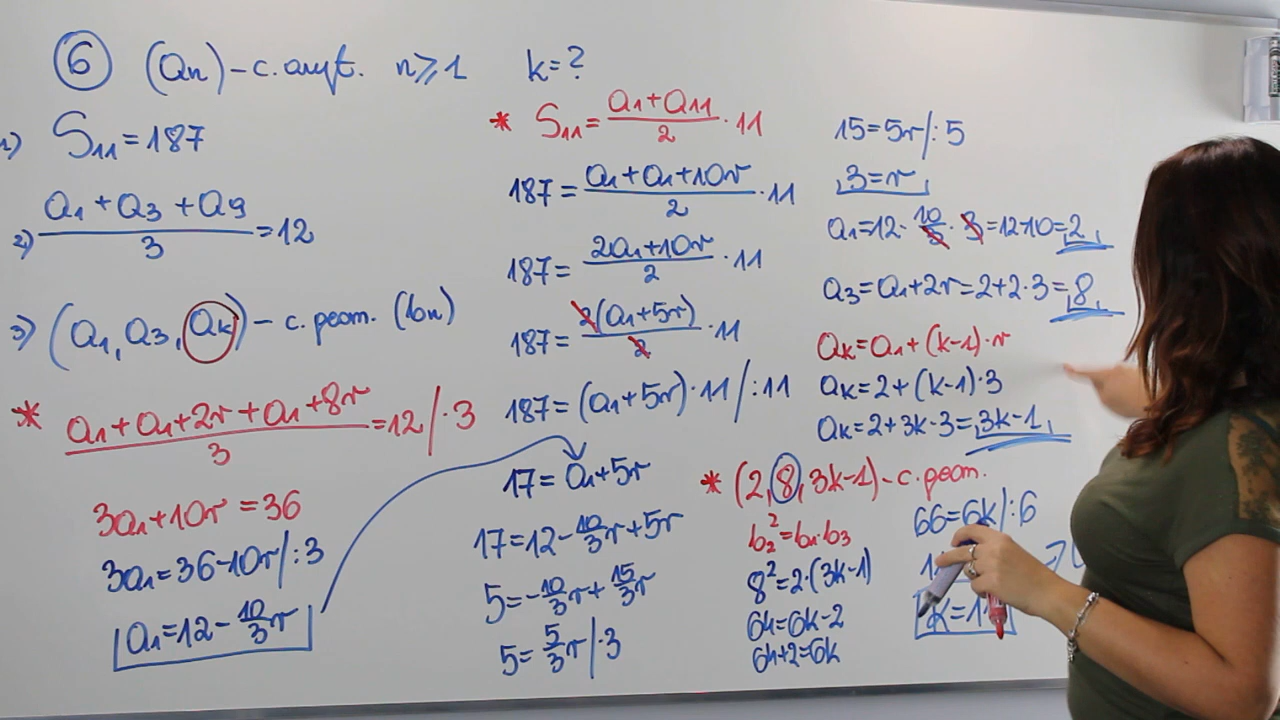 6 (an) - c. aryt. n ⩾ 1 k = ?
1) S11 = 187
2) (a1 + a3 + a9)/3 = 12
3) (a1, a3, ak) - c. geom. (bn)
* (a1 + a1 + 2r + a1 + 8r)/3 = 12 /·3
3a1 + 10r = 36
3a1 = 36 - 10r /:3
a1 = 12 - 10/3 r
* S11 = (a1 + a11)/2 · 11
187 = (a1 + a1 + 10r)/2 · 11
187 = (2a1 + 10r)/2 · 11
187 = 2(a1 + 5r)/2 · 11
187 = (a1 + 5r) · 11 /:11
17 = a1 + 5r
17 = 12 - 10/3 r + 5r
5 = -10/3 r + 15/3 r
5 = 5/3 r /·3
15 = 5r /:5
3 = r
a1 = 12 - 10/3 · 3 = 12 - 10 = 2
a3 = a1 + 2r = 2 + 2·3 = 8
ak = a1 + (k-1)·r
ak = 2 + (k-1)·3
ak = 2 + 3k - 3 = 3k - 1
* (2, 8, 3k-1) - c. geom.
b2² = b1·b3
8² = 2·(3k-1)
64 = 6k - 2
64 + 2 = 6k
66 = 6k /:6
k = 11